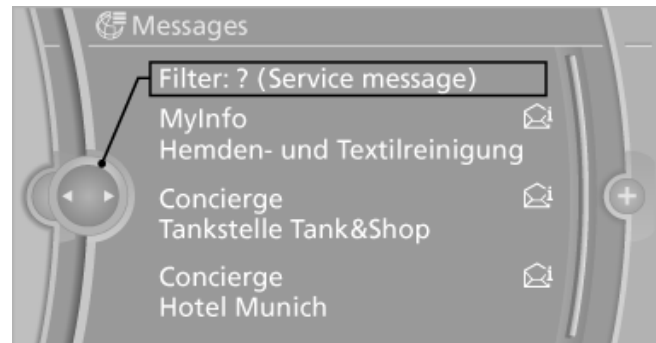 Messages
Filter: ? (Service message)
MyInfo
Hemden- und Textilreinigung
Concierge
Tankstelle Tank&Shop
Concierge
Hotel Munich